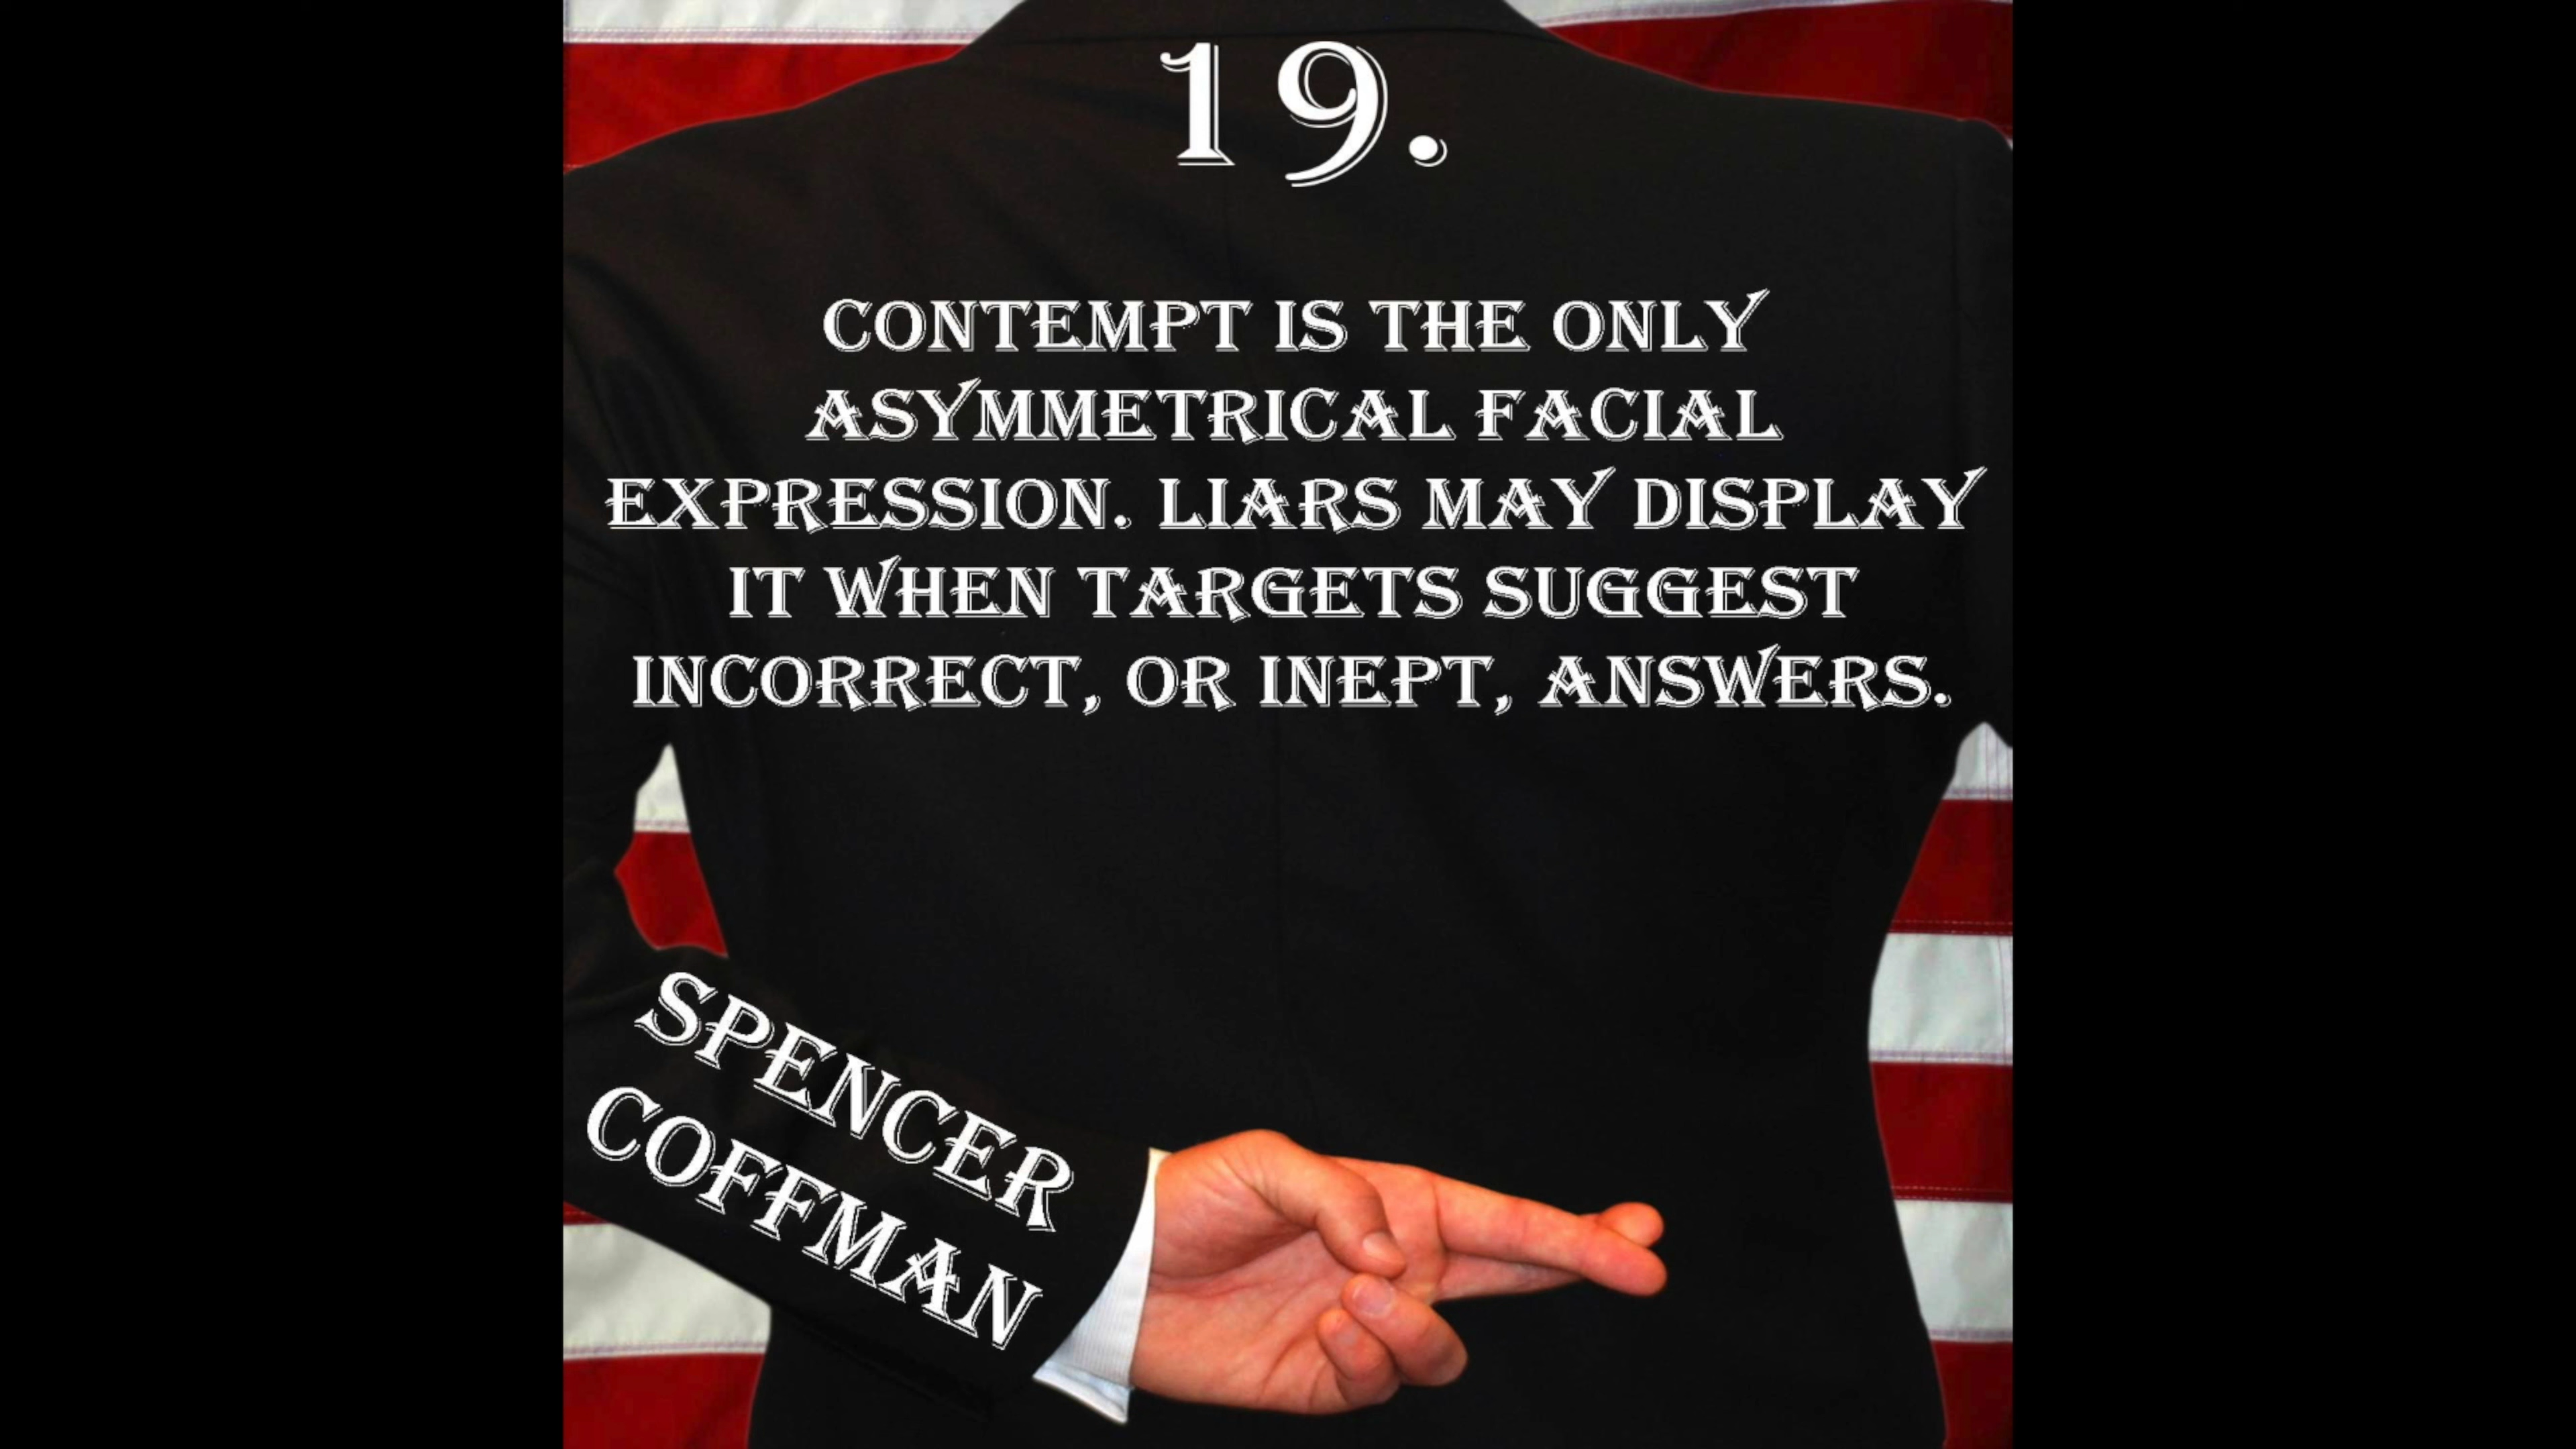 19.
CONTEMPT IS THE ONLY
ASYMMETRICAL FACIAL
EXPRESSION. LIARS MAY DISPLAY
IT WHEN TARGETS SUGGEST
INCORRECT, OR INEPT, ANSWERS.
SPENCER
COFFMAN